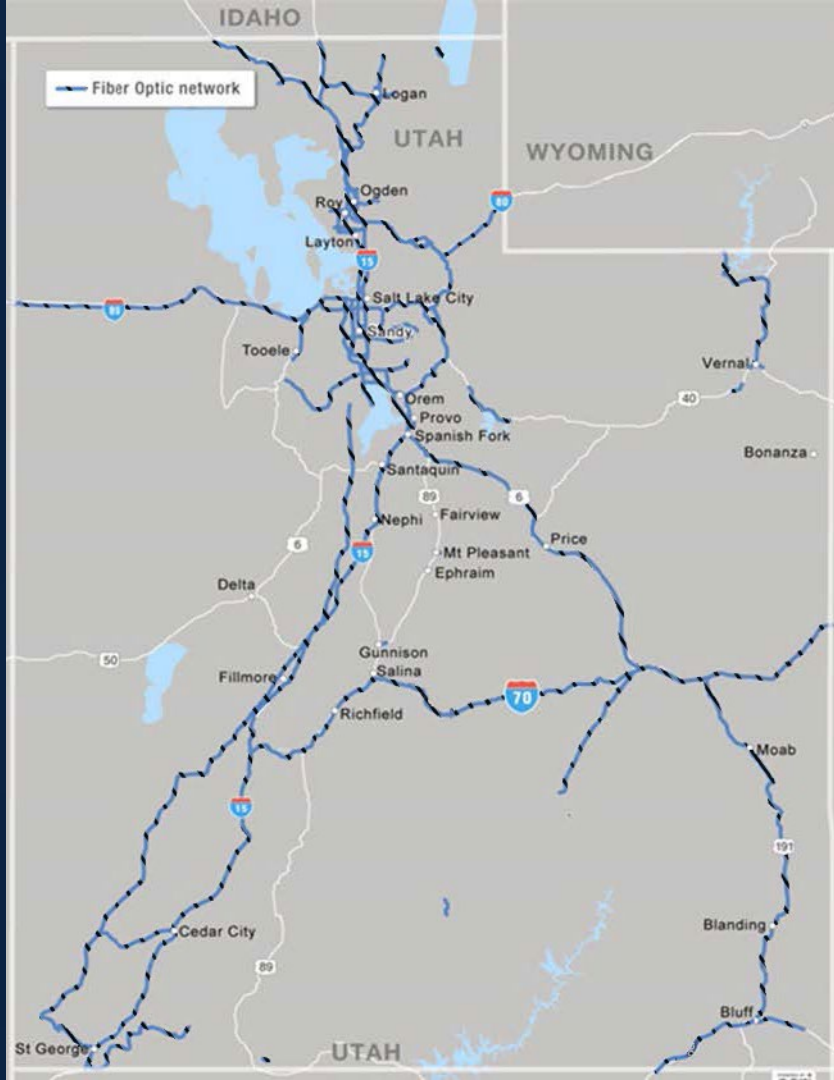 IDAHO
Fiber Optic network
Logan
UTAH
WYOMING
Ogden
Roy
80
Layton
15
Salt Lake City
80
Sandy
Tooele
Vernal
Orem
40
Provo
Spanish Fork
Bonanza
Santaquin
89
6
Nephi
Fairview
6
15
Price
Mt Pleasant
Ephraim
Delta
Gunnison
50
Salina
Fillmore
70
Richfield
Moab
15
191
Blanding
Cedar City
89
Bluff
St George
UTAH